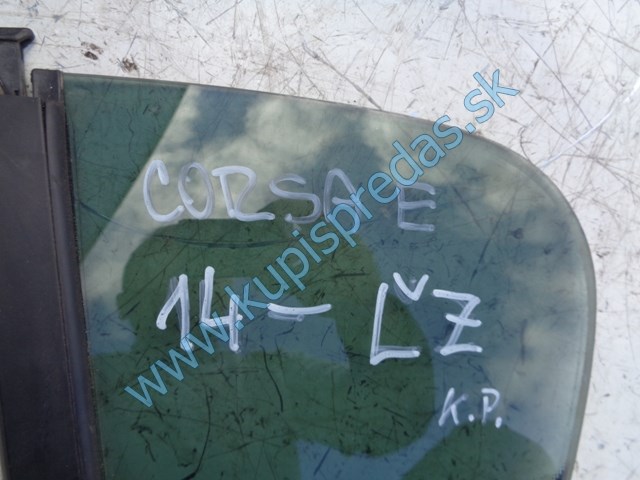 CORSA E
14- ĽZ
K.P.
www.kupispredas.sk